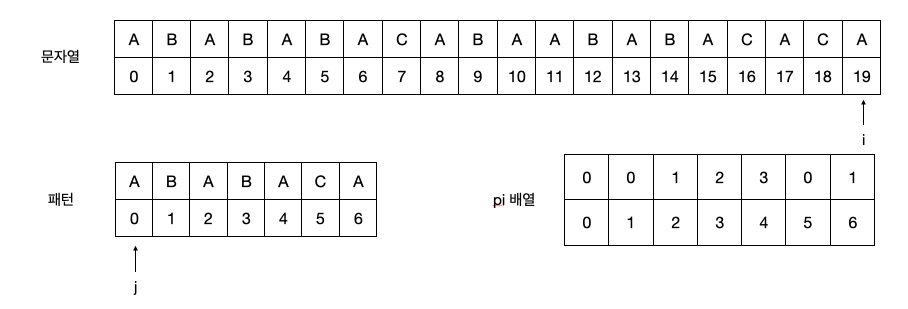 문자열
A B A B A B A C A B A A B A B A C A C A
0 1 2 3 4 5 6 7 8 9 10 11 12 13 14 15 16 17 18 19
i
패턴
A B A B A C A
0 1 2 3 4 5 6
j
pi 배열
0 0 1 2 3 0 1
0 1 2 3 4 5 6